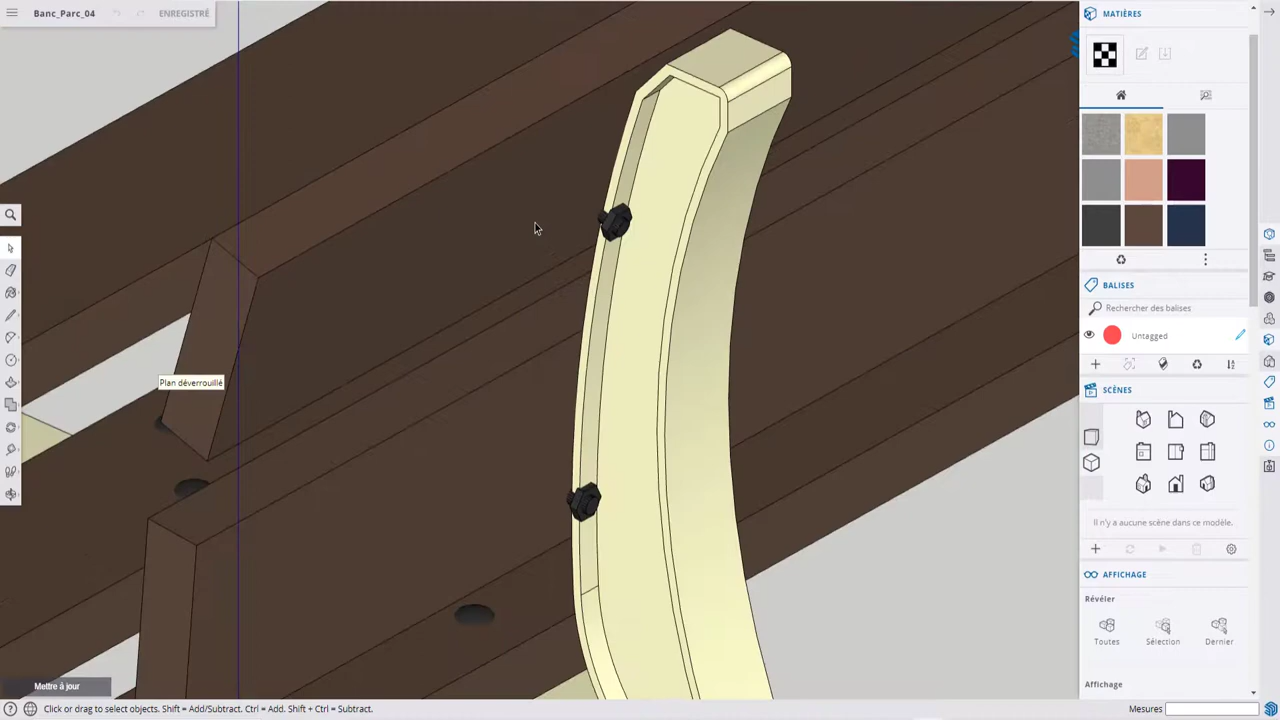 Banc_Parc_04
ENREGISTRÉ
Plan déverrouillé
Mettre à jour
MATIÈRES
BALISES
Rechercher des balises
Untagged
SCÈNES
Il n'y a aucune scène dans ce modèle.
AFFICHAGE
Révéler
Toutes
Sélection
Dernier
Affichage
Click or drag to select objects. Shift = Add/Subtract. Ctrl = Add. Shift + Ctrl = Subtract.
Mesures